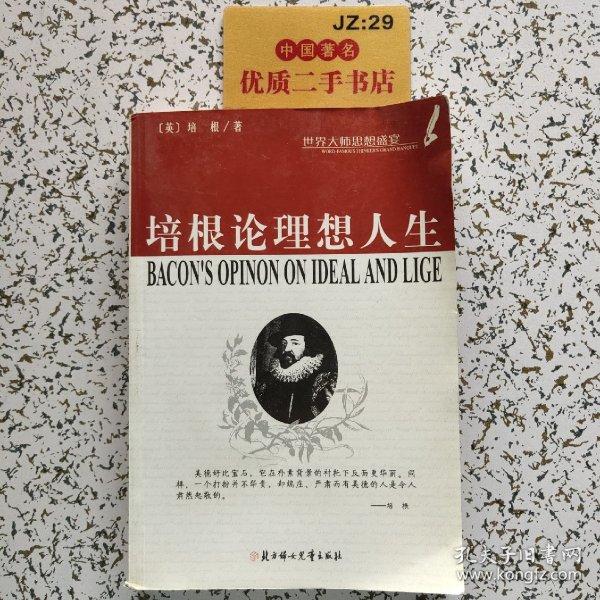 JZ:29
中国著名
优质二手书店
〔英〕培 根/著
世界大师思想盛宴
WORD-FAMOUS THINKER'S GRAND BANQUET
培根论理想人生
BACON'S OPINON ON IDEAL AND LIGE
美德好比宝石,它在朴素背景的衬托下反而更华丽。同
样,一个打扮并不华贵,却端庄、严肃而有美德的人是令人
肃然起敬的。
——培 根
北方妇女儿童出版社
孔夫子旧书网
www.kongfz.com